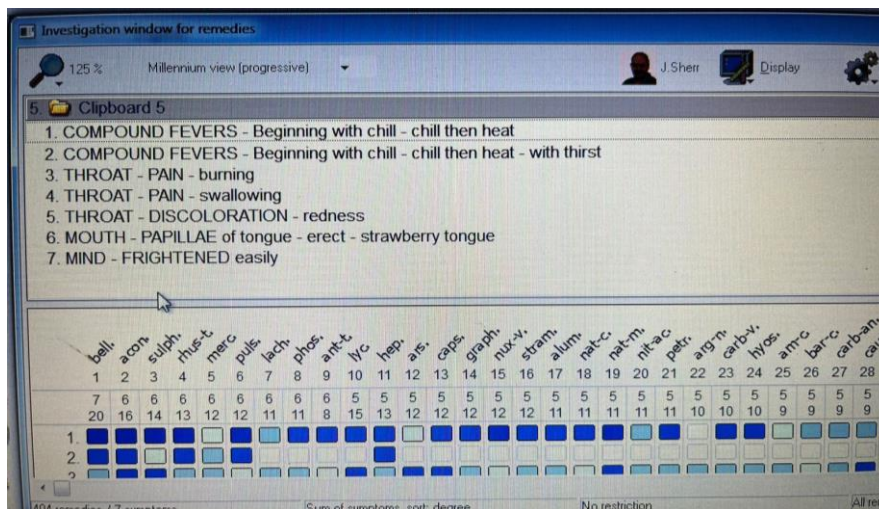 Investigation window for remedies
125 % Millennium view (progressive) J.Sherr Display
5. Clipboard 5
1. COMPOUND FEVERS - Beginning with chill - chill then heat
2. COMPOUND FEVERS - Beginning with chill - chill then heat - with thirst
3. THROAT - PAIN - burning
4. THROAT - PAIN - swallowing
5. THROAT - DISCOLORATION - redness
6. MOUTH - PAPILLAE of tongue - erect - strawberry tongue
7. MIND - FRIGHTENED easily
bell. acon. sulph. rhus-t. merc. puls. lach. phos. ant-t. lyc. hep. ars. caps. graph. nux-v. stram. alum. nat-c. nat-m. nit-ac. petr. arg-n. carb-v. hyos. am-c. bar-c. carb-an.
1 2 3 4 5 6 7 8 9 10 11 12 13 14 15 16 17 18 19 20 21 22 23 24 25 26 27 28
7 6 6 6 6 6 6 6 6 5 5 5 5 5 5 5 5 5 5 5 5 5 5 5 5 5 5 5
20 16 14 13 12 12 11 11 8 15 13 12 12 12 12 12 11 11 11 11 11 10 10 10 9 9 9 9
1.
2.
494 remedies / 7 symptoms Sum of symptoms, sort: degree No restriction